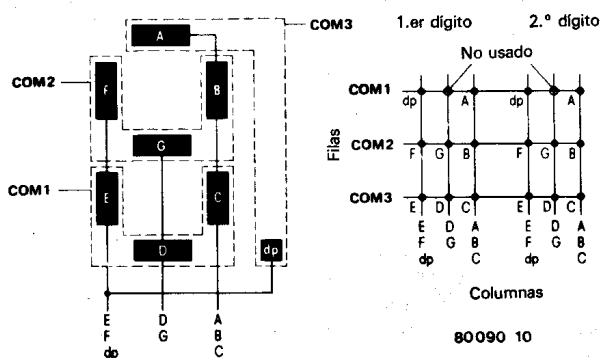 COM3
A
COM2
F
B
G
COM1
E
C
D
dp
E D A
F G B
dp C
1.er dígito 2.º dígito
No usado
COM1
dp A dp A
Filas
COM2
F G B F G B
COM3
E D C E D C
E D A E D A
F G B F G B
dp C dp C
Columnas
80090 10